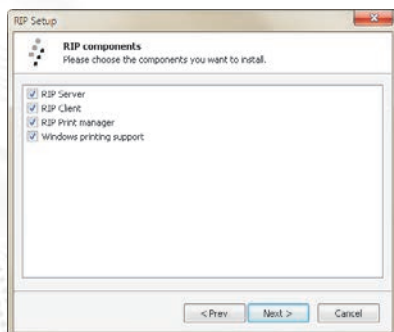 RIP Setup
RIP components
Please choose the components you want to install.
RIP Server
RIP Client
RIP Print manager
Windows printing support
< Prev
Next >
Cancel